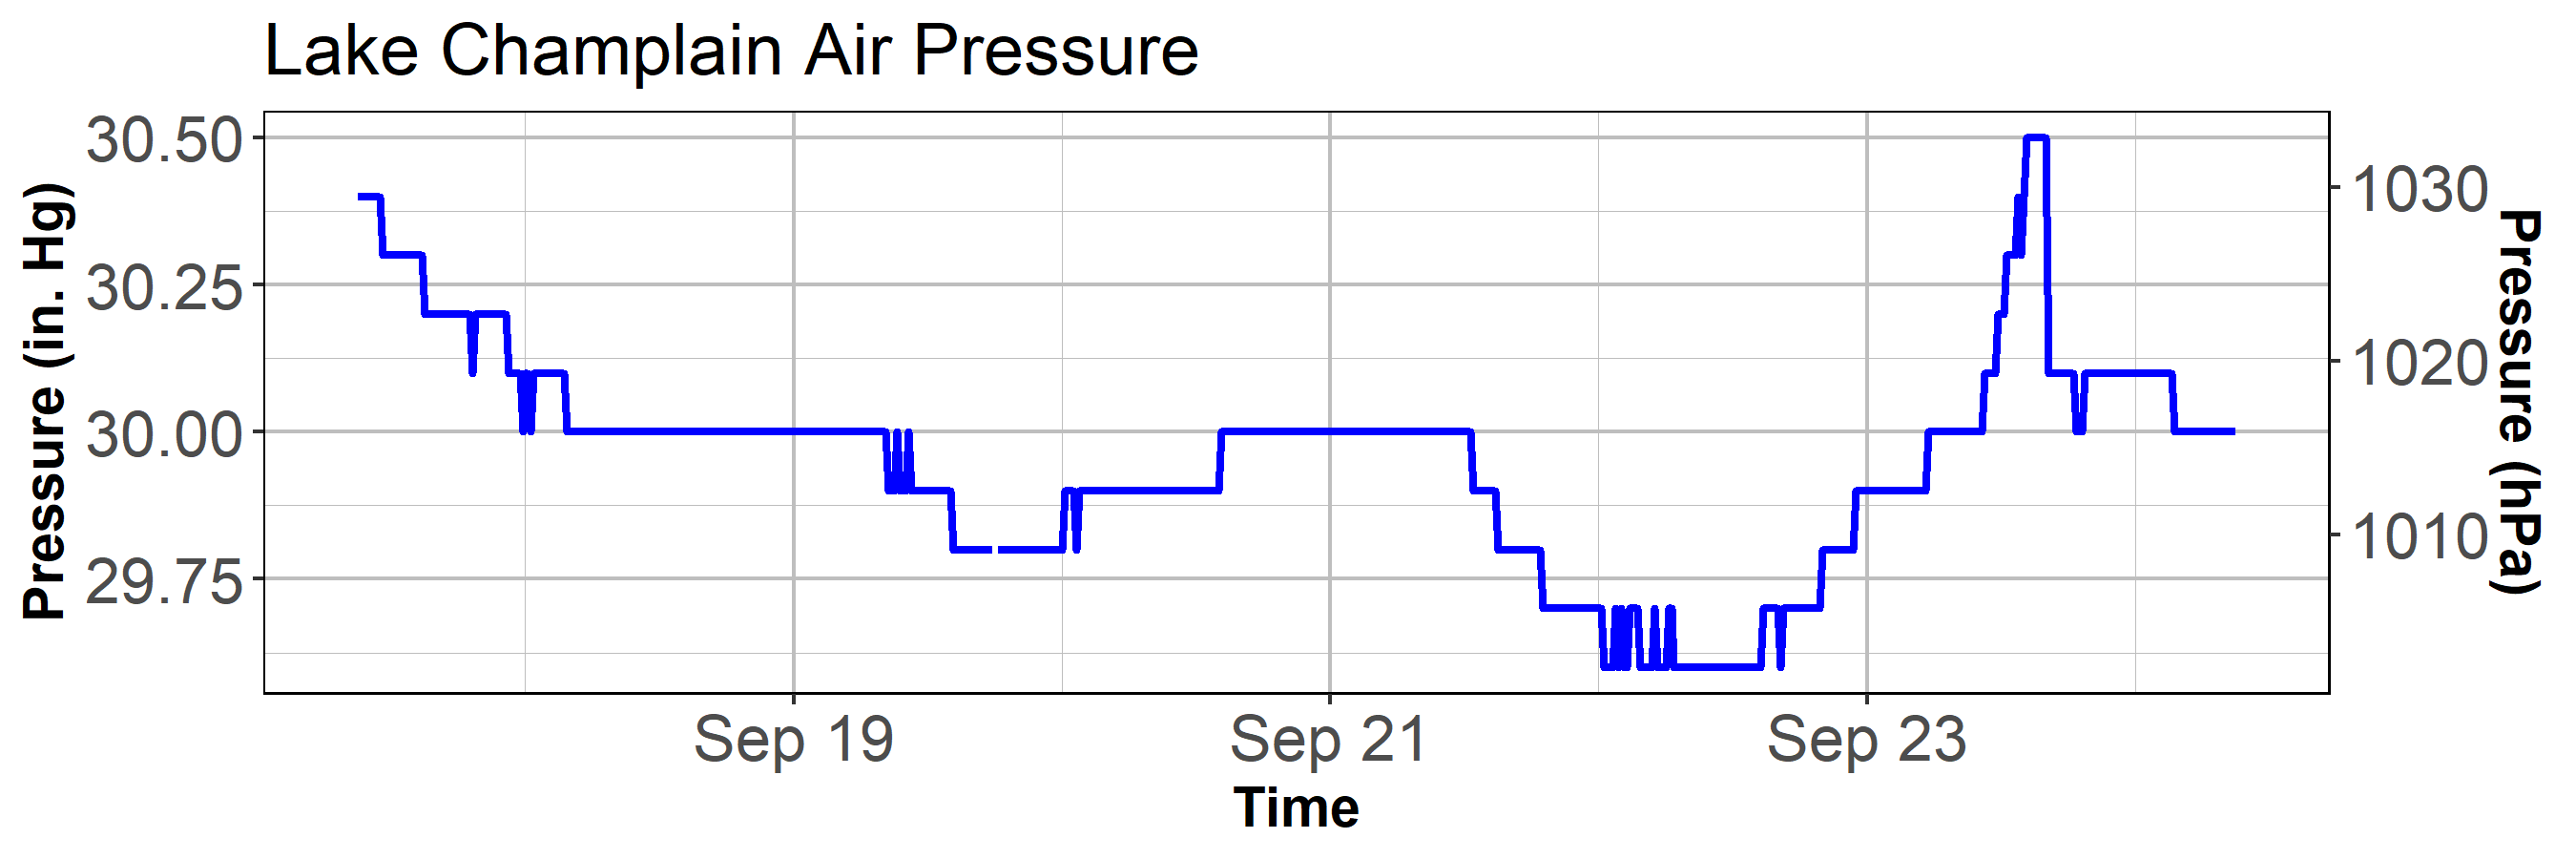 Lake Champlain Air Pressure
Pressure (in. Hg)
30.50
30.25
30.00
29.75
1030
1020
1010
Pressure (hPa)
Sep 19
Sep 21
Sep 23
Time